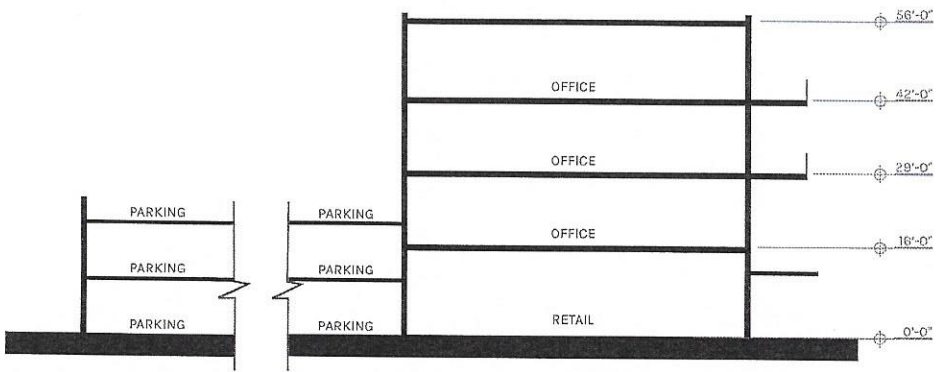 56'-0"
OFFICE
42'-0"
OFFICE
29'-0"
PARKING PARKING
OFFICE
16'-0"
PARKING PARKING
PARKING PARKING
RETAIL
0'-0"